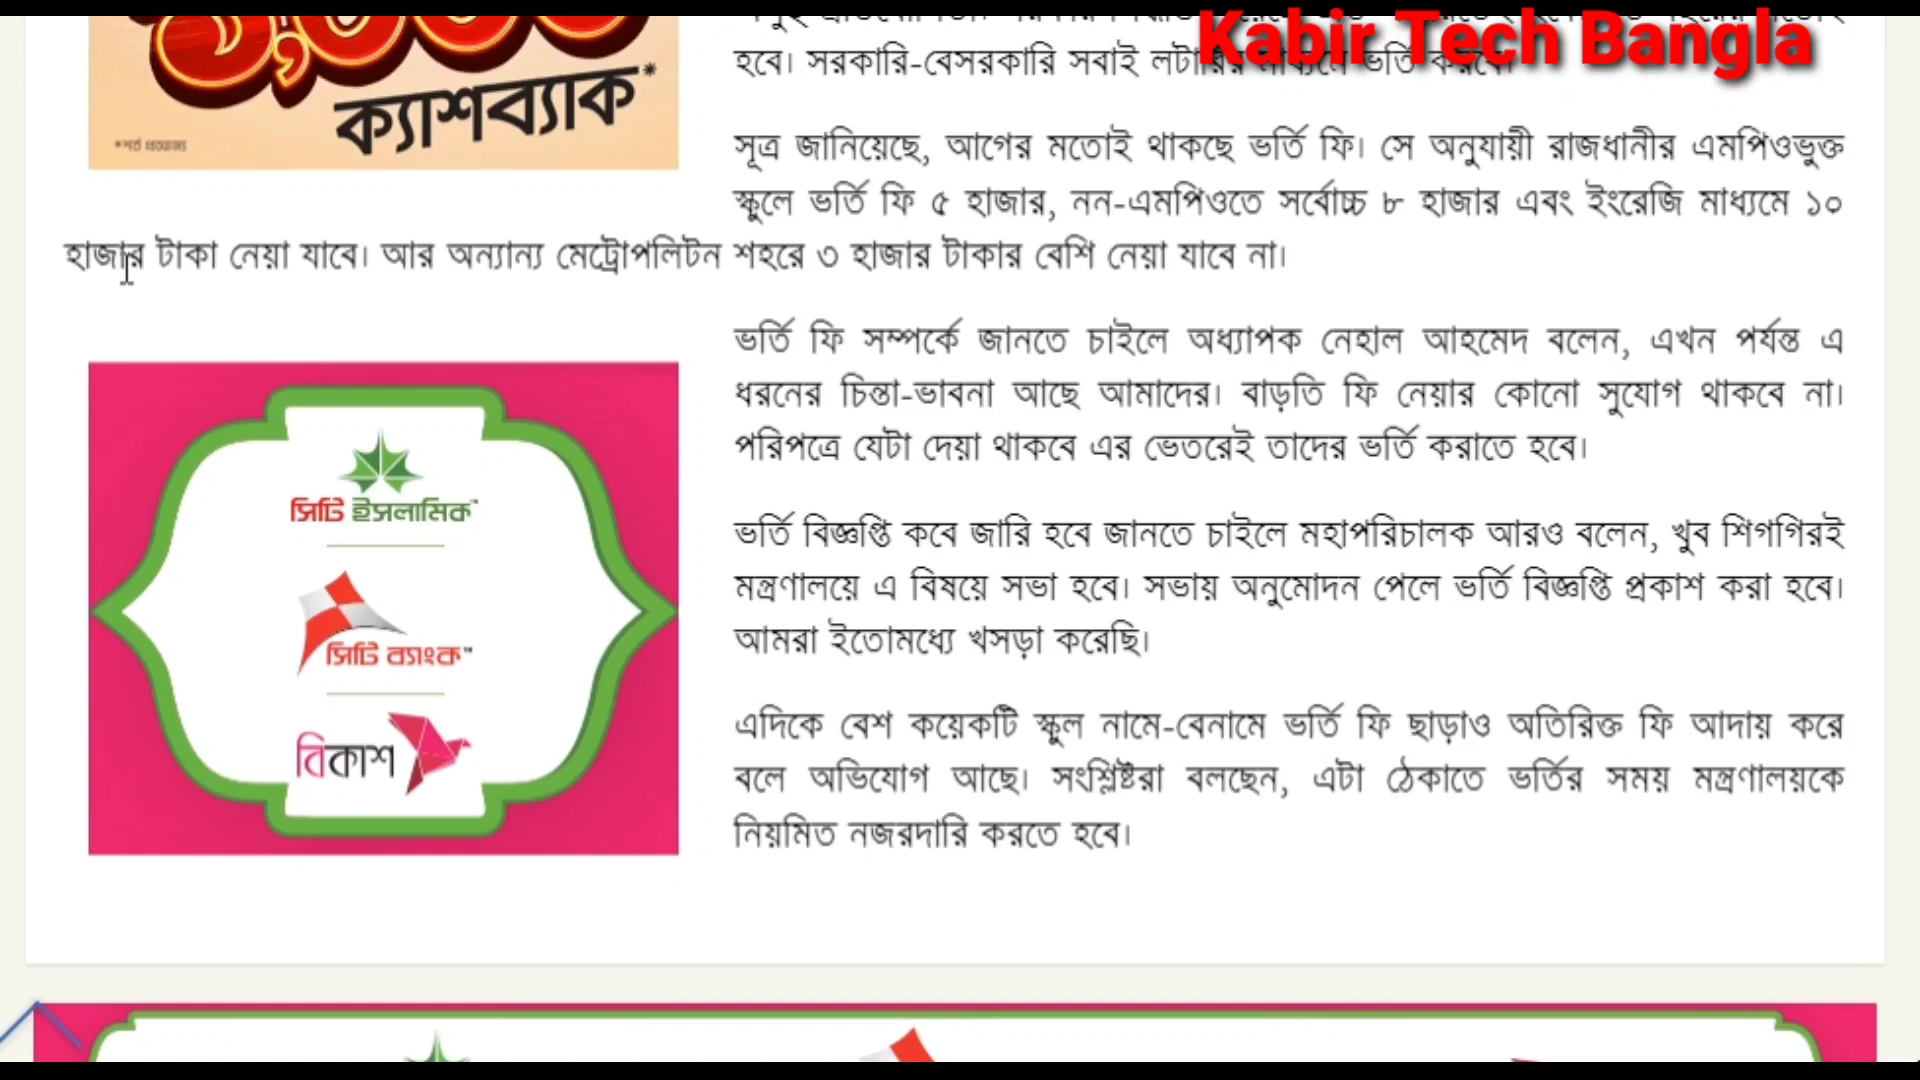 Kabir Tech Bangla
হবে। সরকারি-বেসরকারি সবাই লটারির মাধ্যমে ভর্তি করবে।
ক্যাশব্যাক*
*শর্ত প্রযোজ্য
সূত্র জানিয়েছে, আগের মতোই থাকছে ভর্তি ফি। সে অনুযায়ী রাজধানীর এমপিওভুক্ত
স্কুলে ভর্তি ফি ৫ হাজার, নন-এমপিওতে সর্বোচ্চ ৮ হাজার এবং ইংরেজি মাধ্যমে ১০
হাজার টাকা নেয়া যাবে। আর অন্যান্য মেট্রোপলিটন শহরে ৩ হাজার টাকার বেশি নেয়া যাবে না।
ভর্তি ফি সম্পর্কে জানতে চাইলে অধ্যাপক নেহাল আহমেদ বলেন, এখন পর্যন্ত এ
ধরনের চিন্তা-ভাবনা আছে আমাদের। বাড়তি ফি নেয়ার কোনো সুযোগ থাকবে না।
পরিপত্রে যেটা দেয়া থাকবে এর ভেতরেই তাদের ভর্তি করাতে হবে।
সিটি ইসলামিক™
সিটি ব্যাংক™
বিকাশ
ভর্তি বিজ্ঞপ্তি কবে জারি হবে জানতে চাইলে মহাপরিচালক আরও বলেন, খুব শিগগিরই
মন্ত্রণালয়ে এ বিষয়ে সভা হবে। সভায় অনুমোদন পেলে ভর্তি বিজ্ঞপ্তি প্রকাশ করা হবে।
আমরা ইতোমধ্যে খসড়া করেছি।
এদিকে বেশ কয়েকটি স্কুল নামে-বেনামে ভর্তি ফি ছাড়াও অতিরিক্ত ফি আদায় করে
বলে অভিযোগ আছে। সংশ্লিষ্টরা বলছেন, এটা ঠেকাতে ভর্তির সময় মন্ত্রণালয়কে
নিয়মিত নজরদারি করতে হবে।